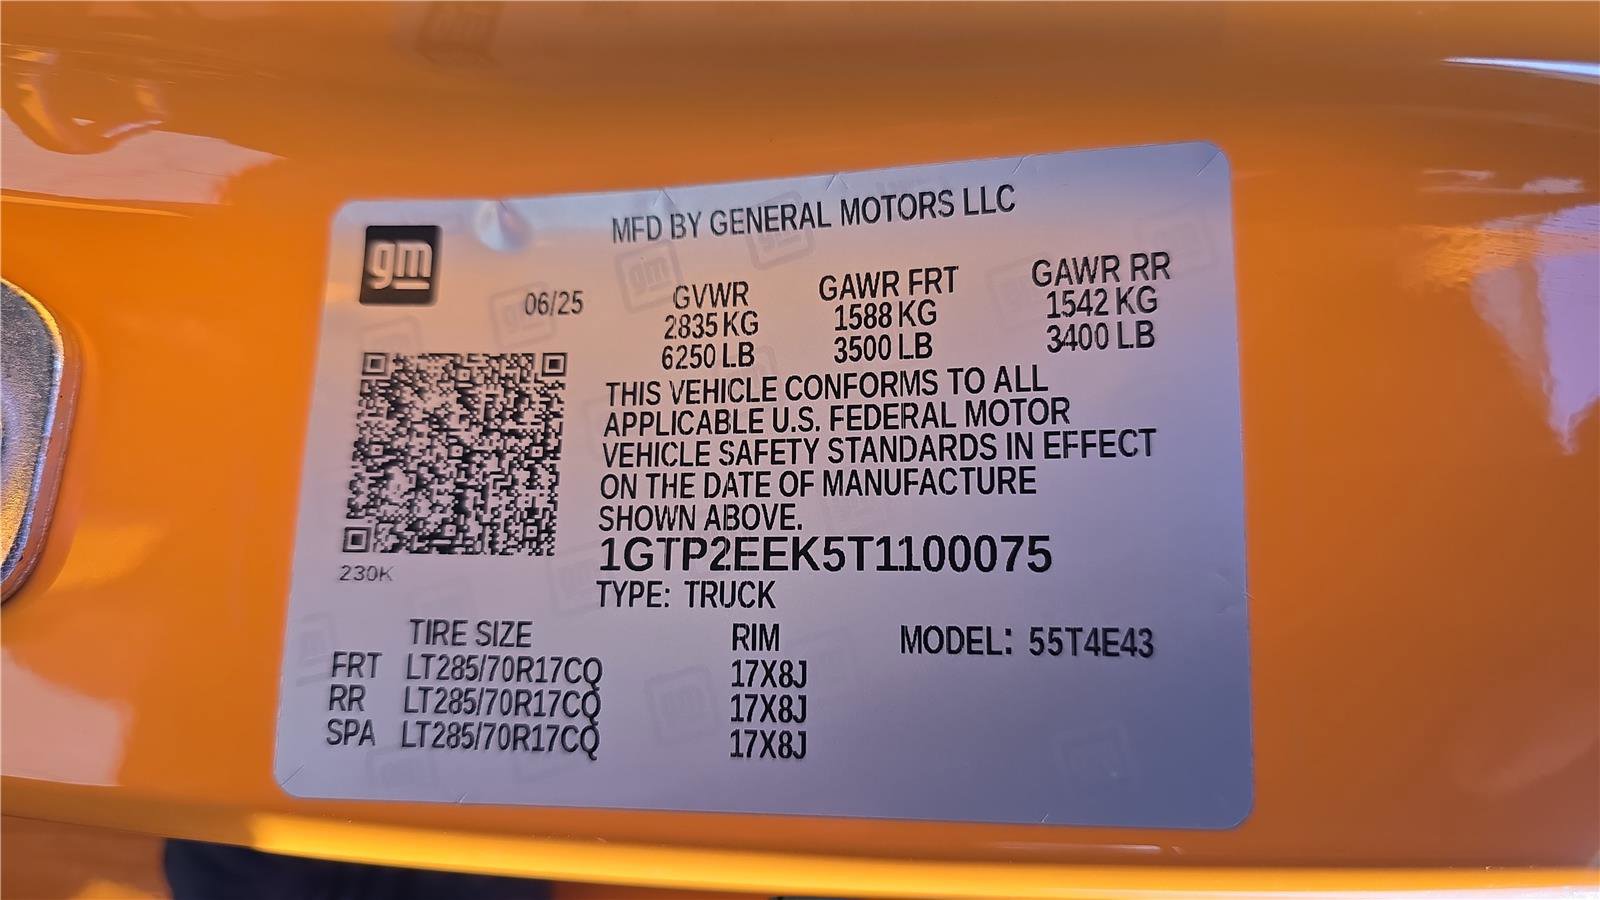 MFD BY GENERAL MOTORS LLC
gm
06/25
GVWR GAWR FRT GAWR RR
2835 KG 1588 KG 1542 KG
6250 LB 3500 LB 3400 LB
THIS VEHICLE CONFORMS TO ALL
APPLICABLE U.S. FEDERAL MOTOR
VEHICLE SAFETY STANDARDS IN EFFECT
ON THE DATE OF MANUFACTURE
SHOWN ABOVE.
1GTP2EEK5T1100075
230K
TYPE: TRUCK
TIRE SIZE RIM MODEL: 55T4E43
FRT LT285/70R17CQ 17X8J
RR LT285/70R17CQ 17X8J
SPA LT285/70R17CQ 17X8J